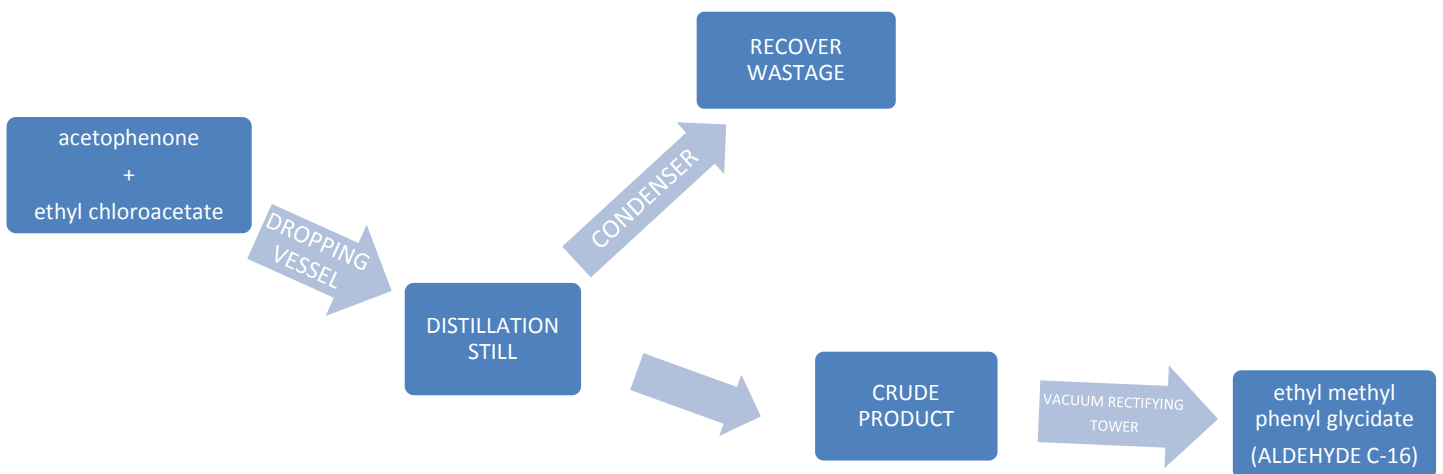 RECOVER
WASTAGE
acetophenone
+
ethyl chloroacetate
DROPPING
VESSEL
CONDENSER
DISTILLATION
STILL
CRUDE
PRODUCT
VACUUM RECTIFYING
TOWER
ethyl methyl
phenyl glycidate
(ALDEHYDE C-16)